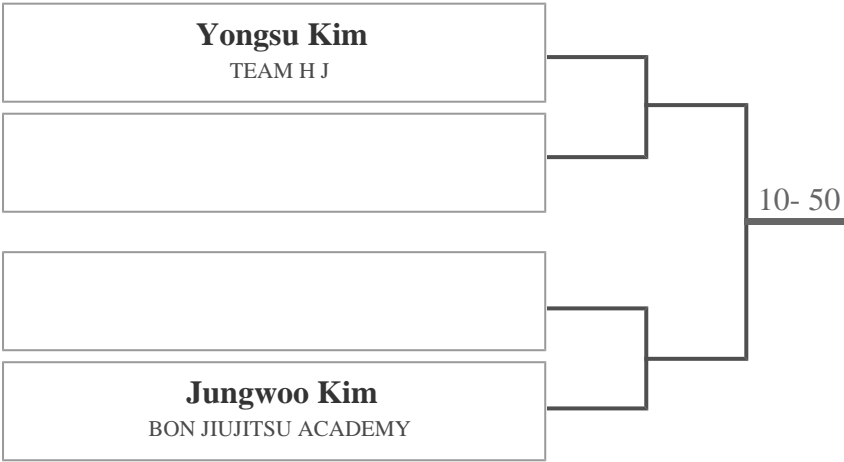 Yongsu Kim
TEAM H J
10- 50
Jungwoo Kim
BON JIUJITSU ACADEMY